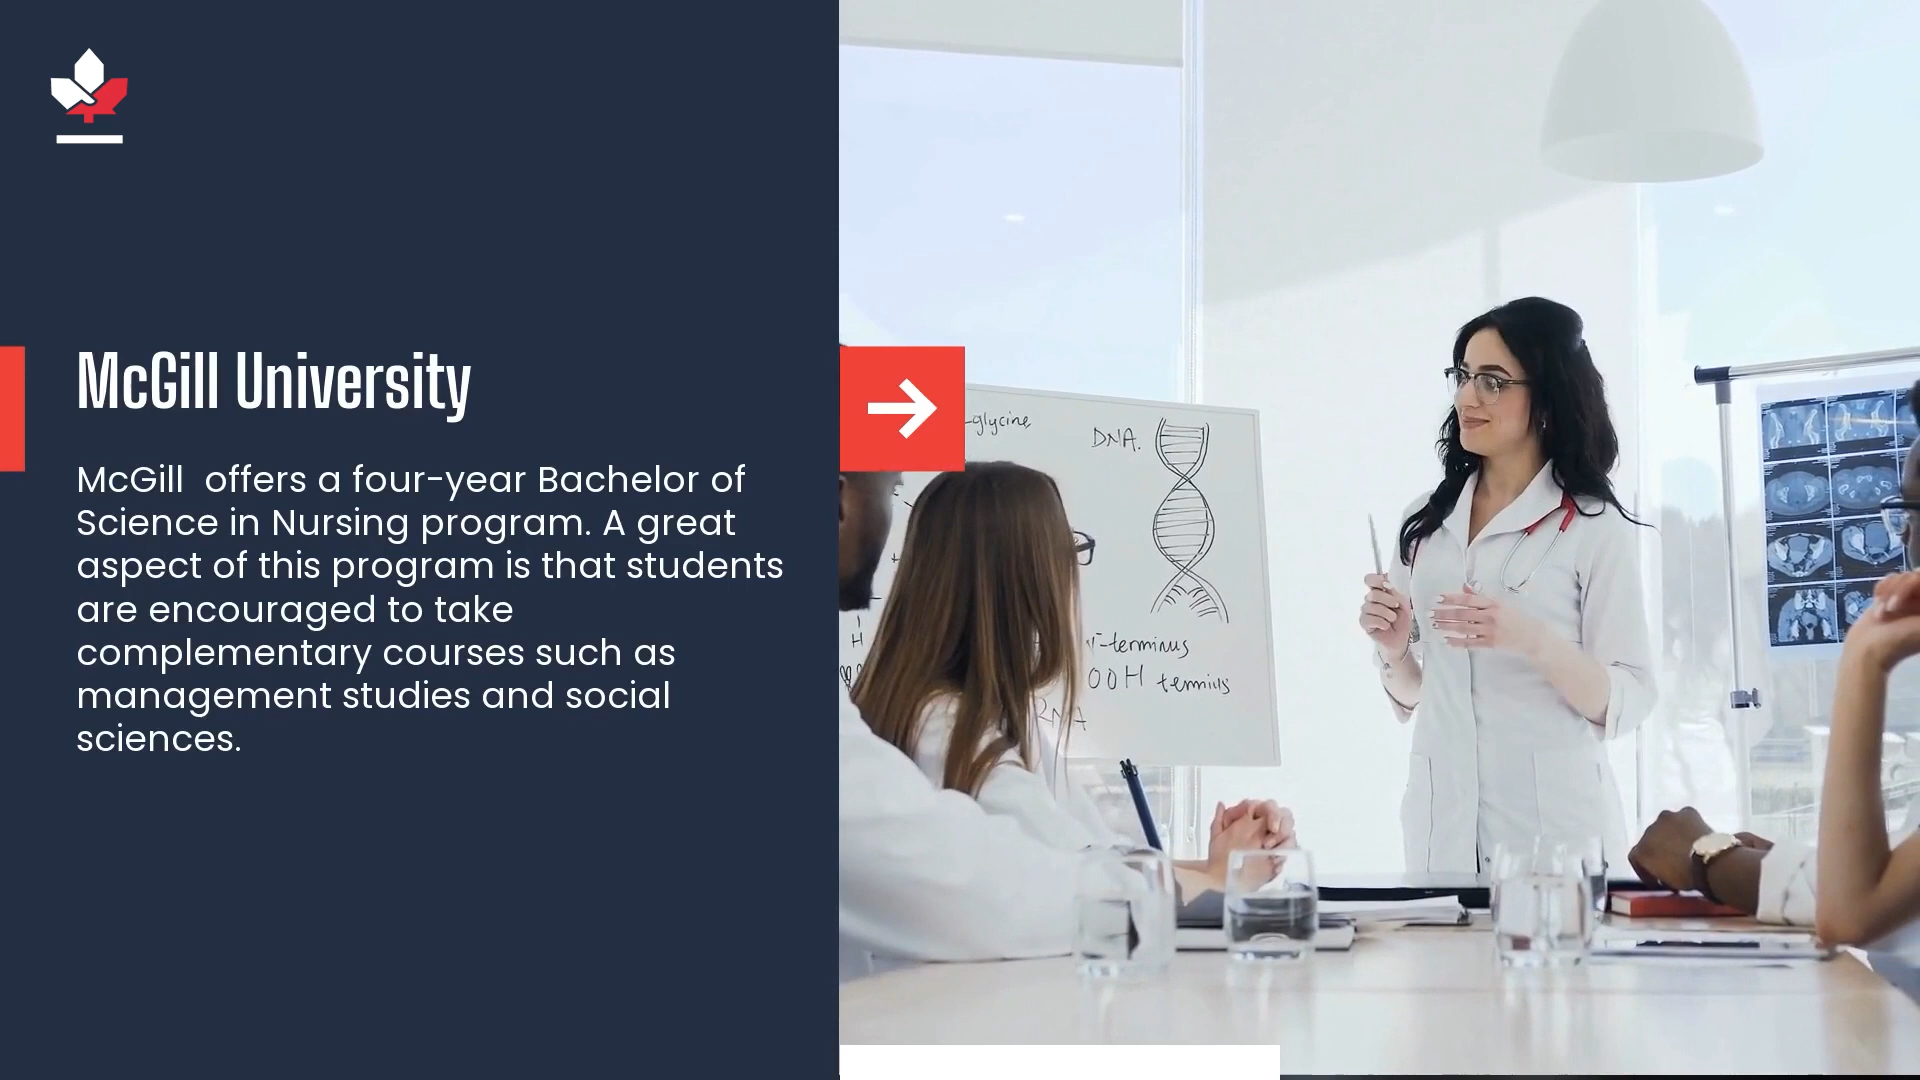 McGill University
McGill  offers a four-year Bachelor of
Science in Nursing program. A great
aspect of this program is that students
are encouraged to take
complementary courses such as
management studies and social
sciences.
-glycine
DNA.
H
-terminus
OOH terminus
RNA